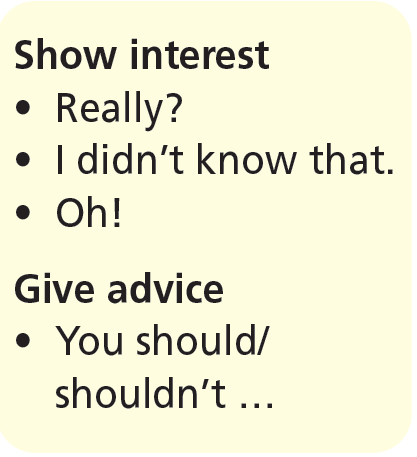 Show interest
• Really?
• I didn’t know that.
• Oh!
Give advice
• You should/
shouldn’t …